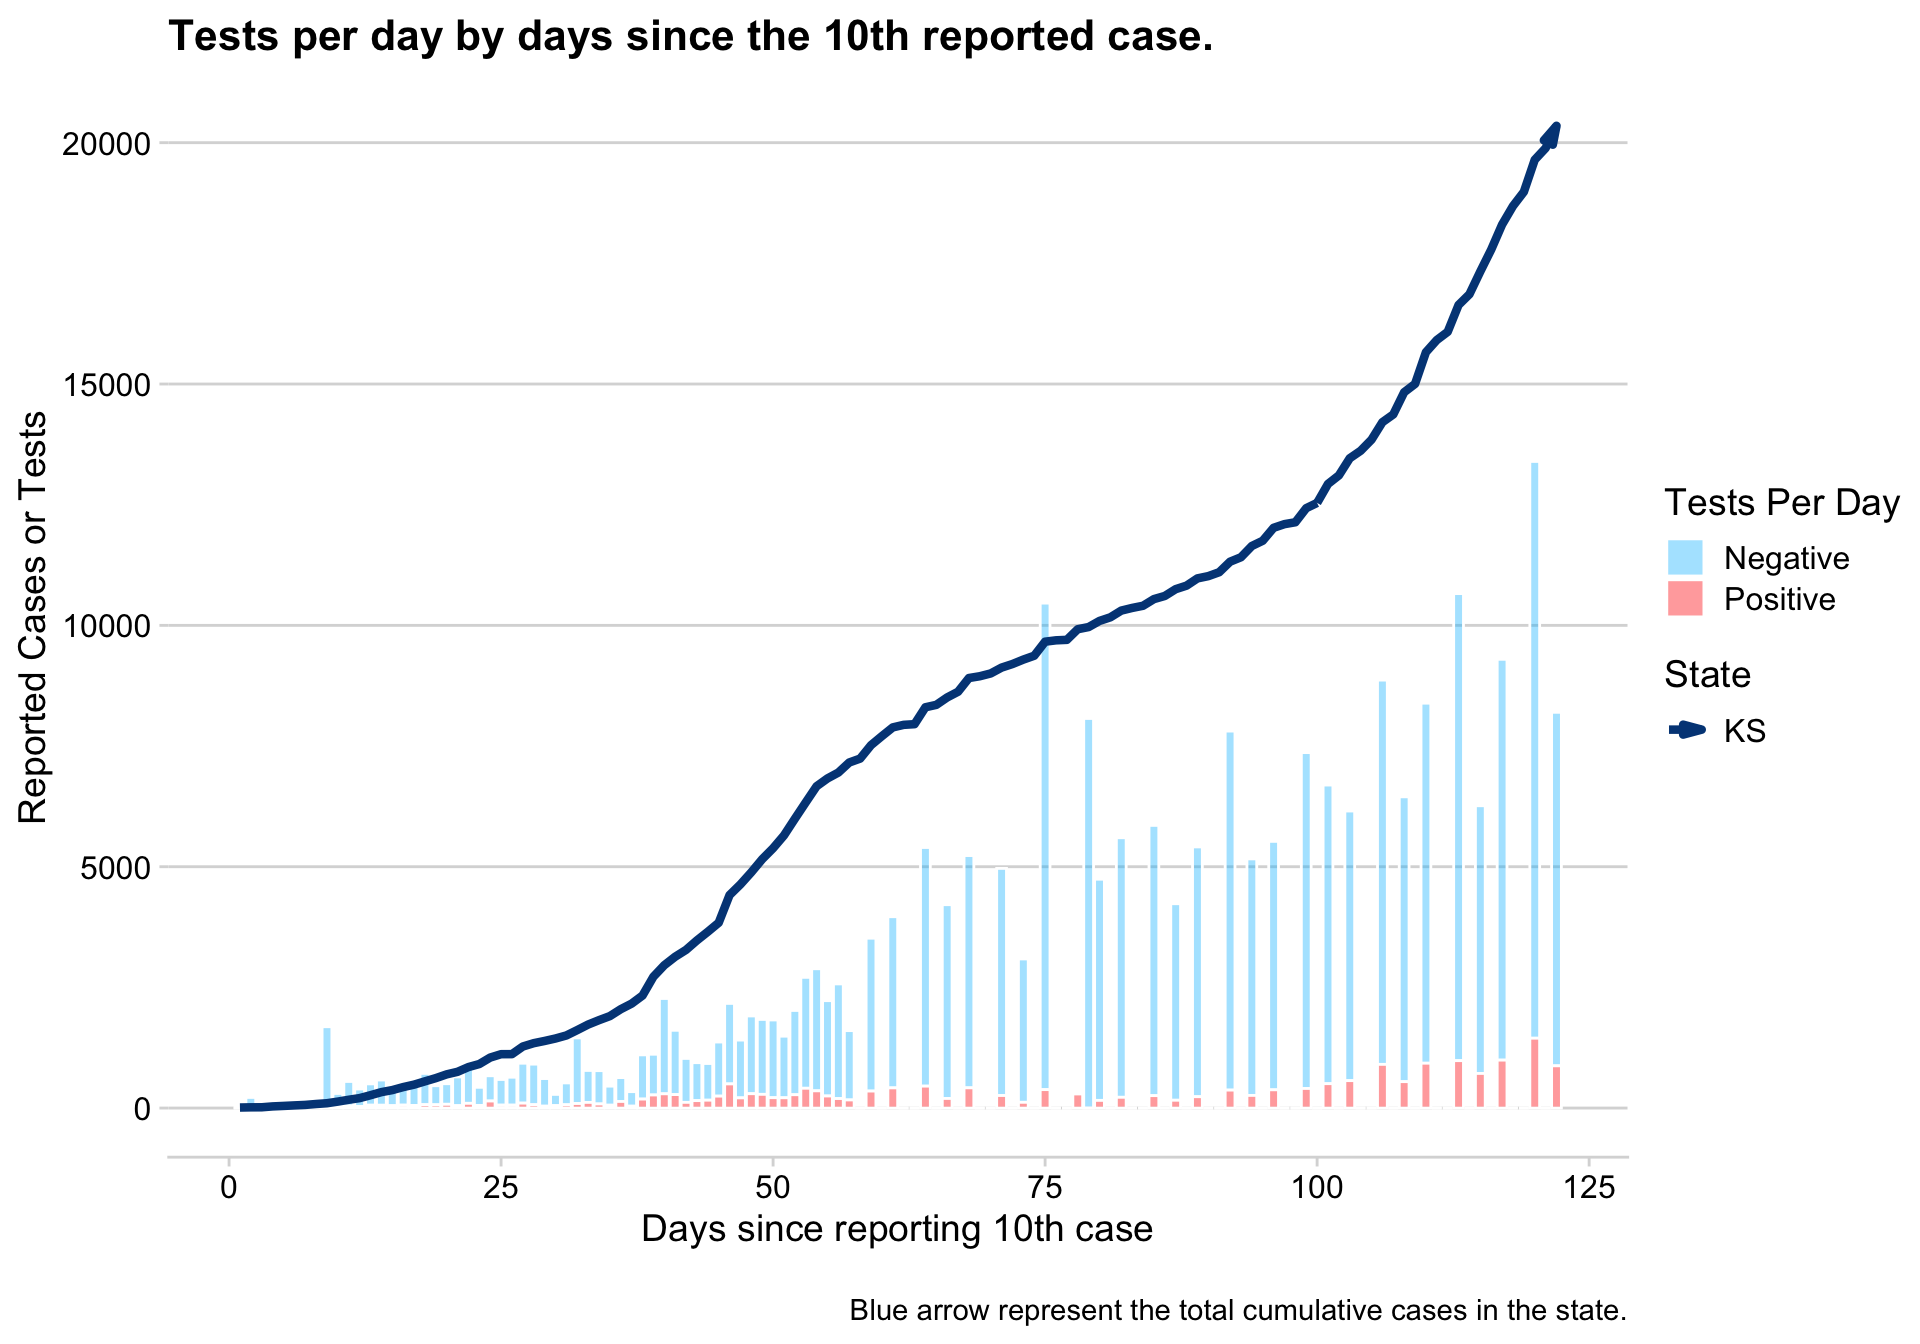 Tests per day by days since the 10th reported case.
20000
15000
10000
5000
0
Reported Cases or Tests
0 25 50 75 100 125
Days since reporting 10th case
Tests Per Day
Negative
Positive
State
KS
Blue arrow represent the total cumulative cases in the state.